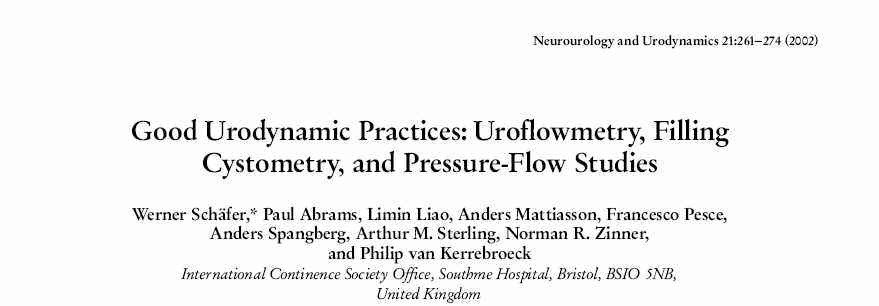 Neurourology and Urodynamics 21:261–274 (2002)
Good Urodynamic Practices: Uroflowmetry, Filling
Cystometry, and Pressure-Flow Studies
Werner Schäfer,* Paul Abrams, Limin Liao, Anders Mattiasson, Francesco Pesce,
Anders Spangberg, Arthur M. Sterling, Norman R. Zinner,
and Philip van Kerrebroeck
International Continence Society Office, Southme Hospital, Bristol, BSIO 5NB,
United Kingdom